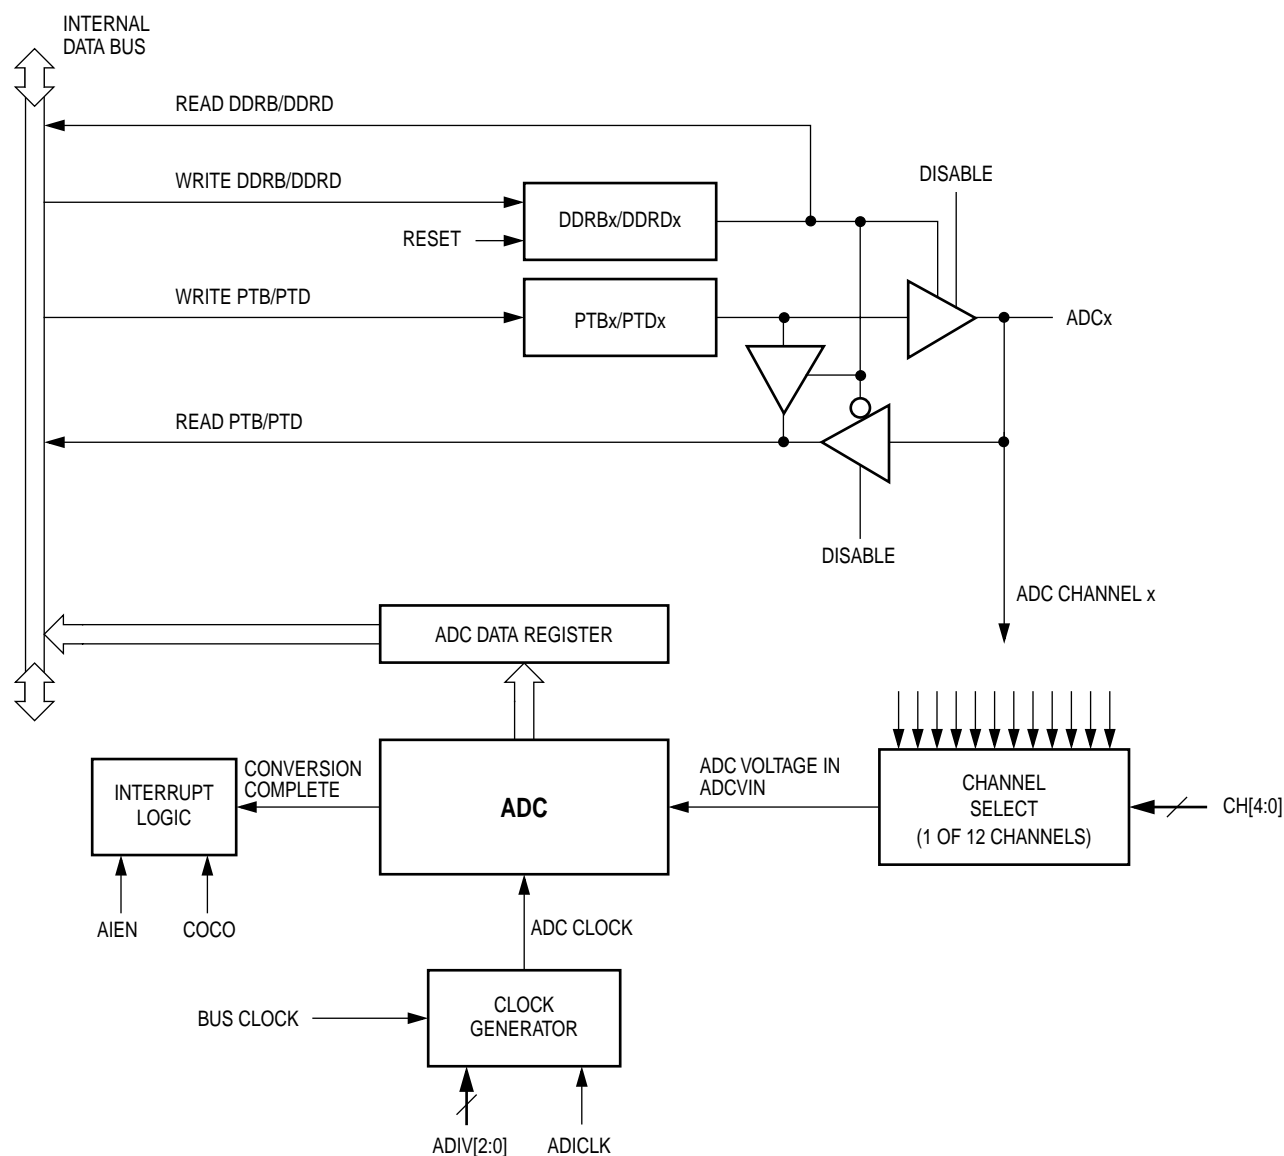 INTERNAL
DATA BUS
READ DDRB/DDRD
WRITE DDRB/DDRD
DISABLE
DDRBx/DDRDx
RESET
WRITE PTB/PTD
PTBx/PTDx
ADCx
READ PTB/PTD
DISABLE
ADC CHANNEL x
ADC DATA REGISTER
INTERRUPT
LOGIC
CONVERSION
COMPLETE
ADC
ADC VOLTAGE IN
ADCVIN
CHANNEL
SELECT
(1 OF 12 CHANNELS)
CH[4:0]
AIEN
COCO
ADC CLOCK
BUS CLOCK
CLOCK
GENERATOR
ADIV[2:0]
ADICLK